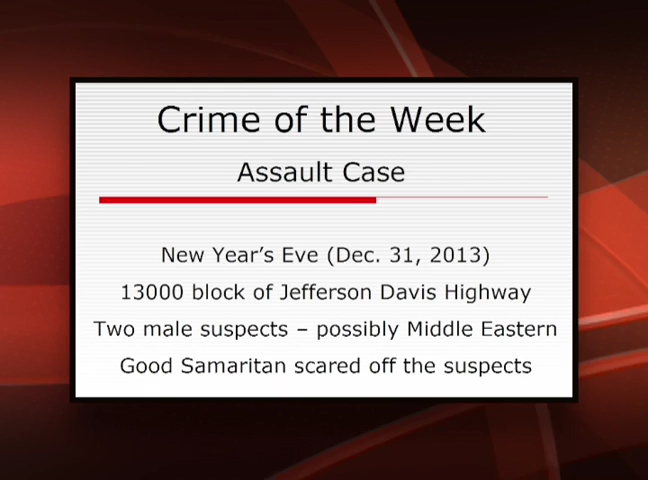 Crime of the Week
Assault Case
New Year’s Eve (Dec. 31, 2013)
13000 block of Jefferson Davis Highway
Two male suspects – possibly Middle Eastern
Good Samaritan scared off the suspects